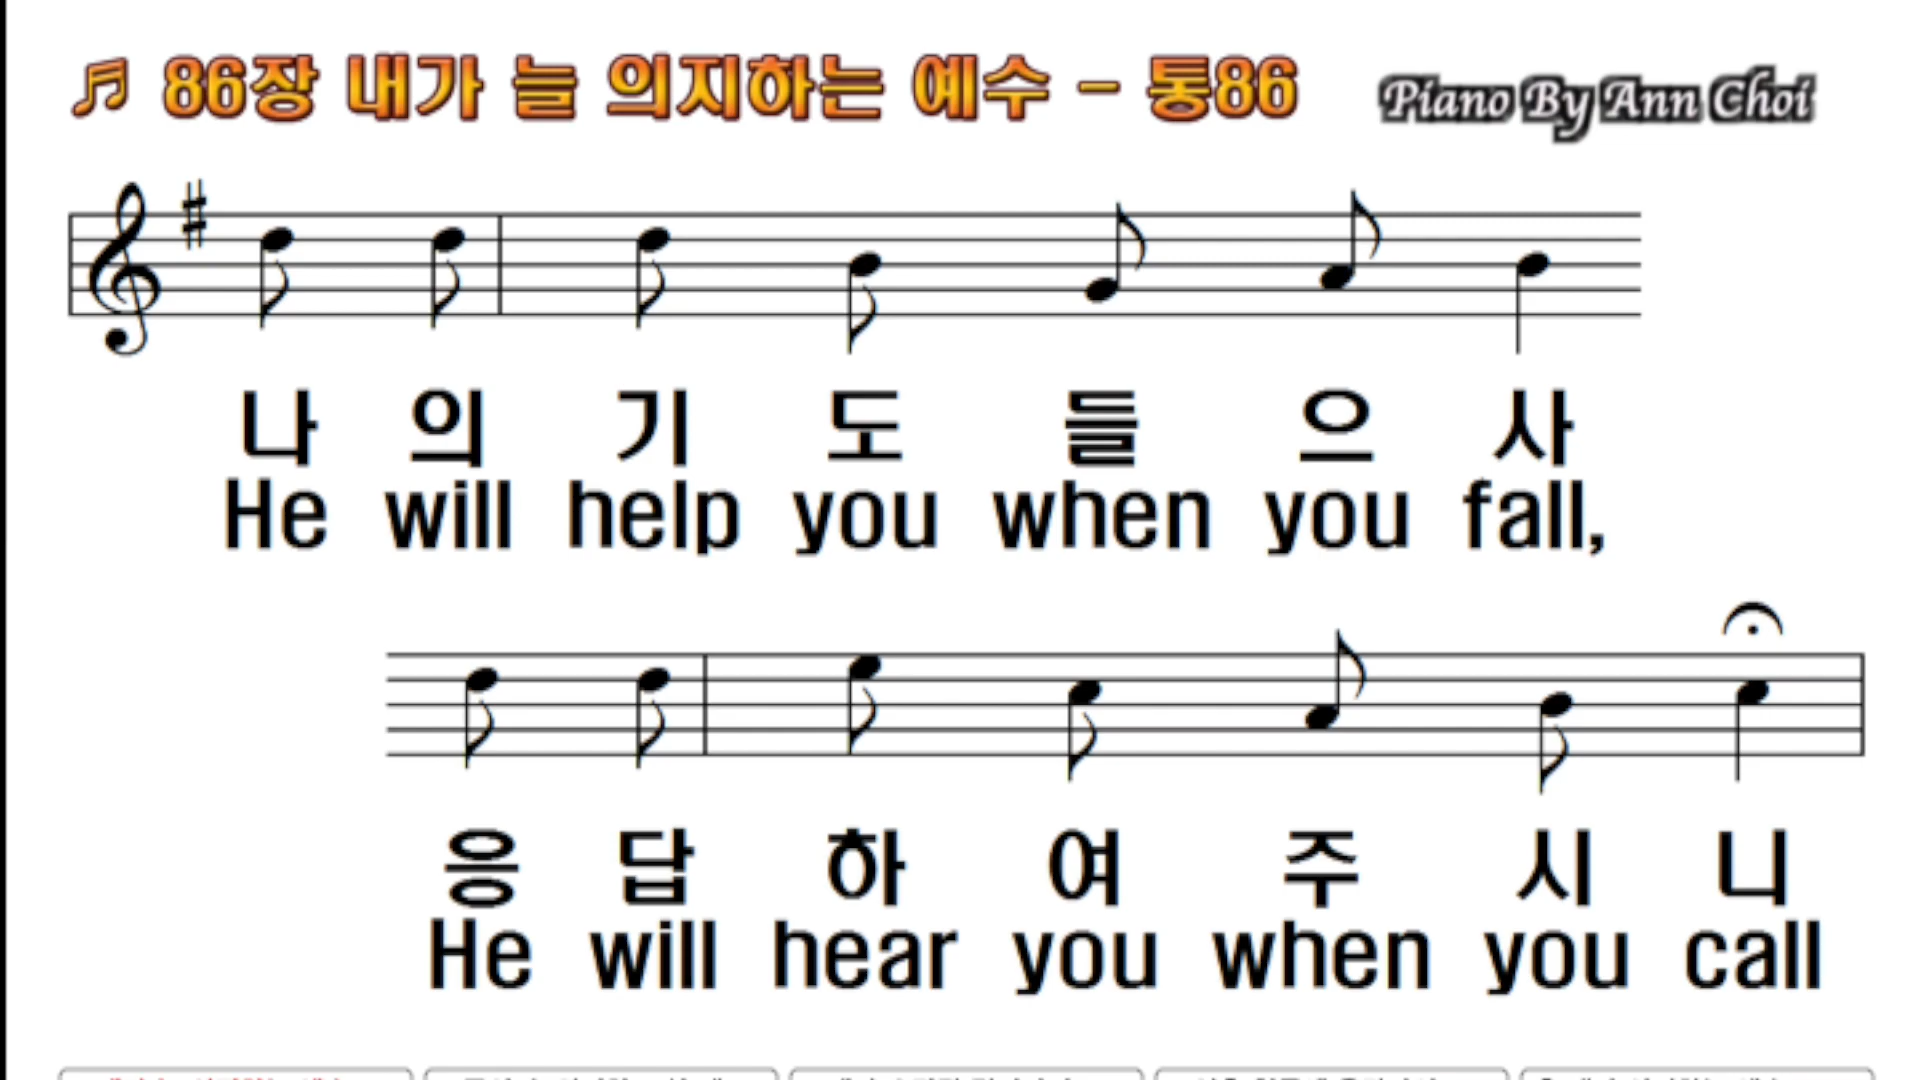 86장 내가 늘 의지하는 예수 - 통86
Piano By Ann Choi
나 의 기 도 들 으 사
He will help you when you fall,
응 답 하 여 주 시 니
He will hear you when you call